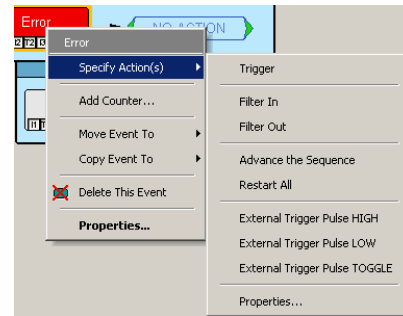 Error
NO ACTION
Error
Specify Action(s)
Add Counter...
Move Event To
Copy Event To
Delete This Event
Properties...
Trigger
Filter In
Filter Out
Advance the Sequence
Restart All
External Trigger Pulse HIGH
External Trigger Pulse LOW
External Trigger Pulse TOGGLE
Properties...